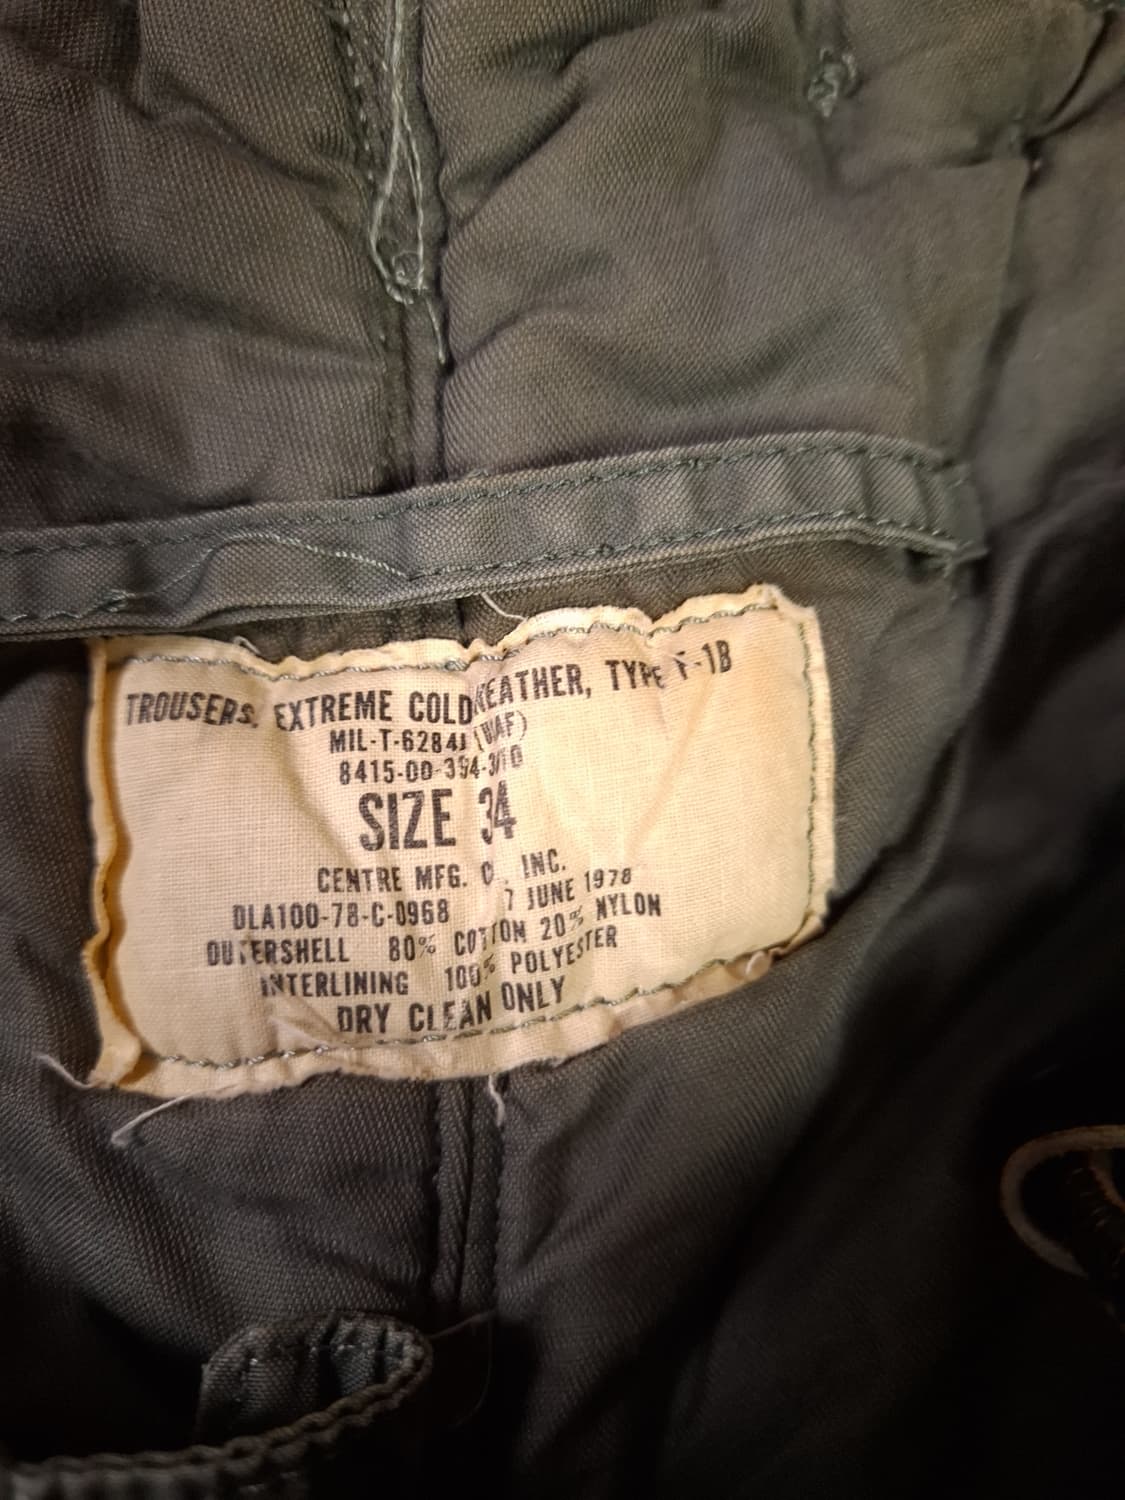 TROUSERS, EXTREME COLD WEATHER, TYPE F-1B
MIL-T-6284J (USAF)
8415-00-394-
SIZE 34
CENTRE MFG. CO., INC.
DLA100-78-C-0968 7 JUNE 1978
OUTERSHELL 80% COTTON 20% NYLON
INTERLINING 100% POLYESTER
DRY CLEAN ONLY